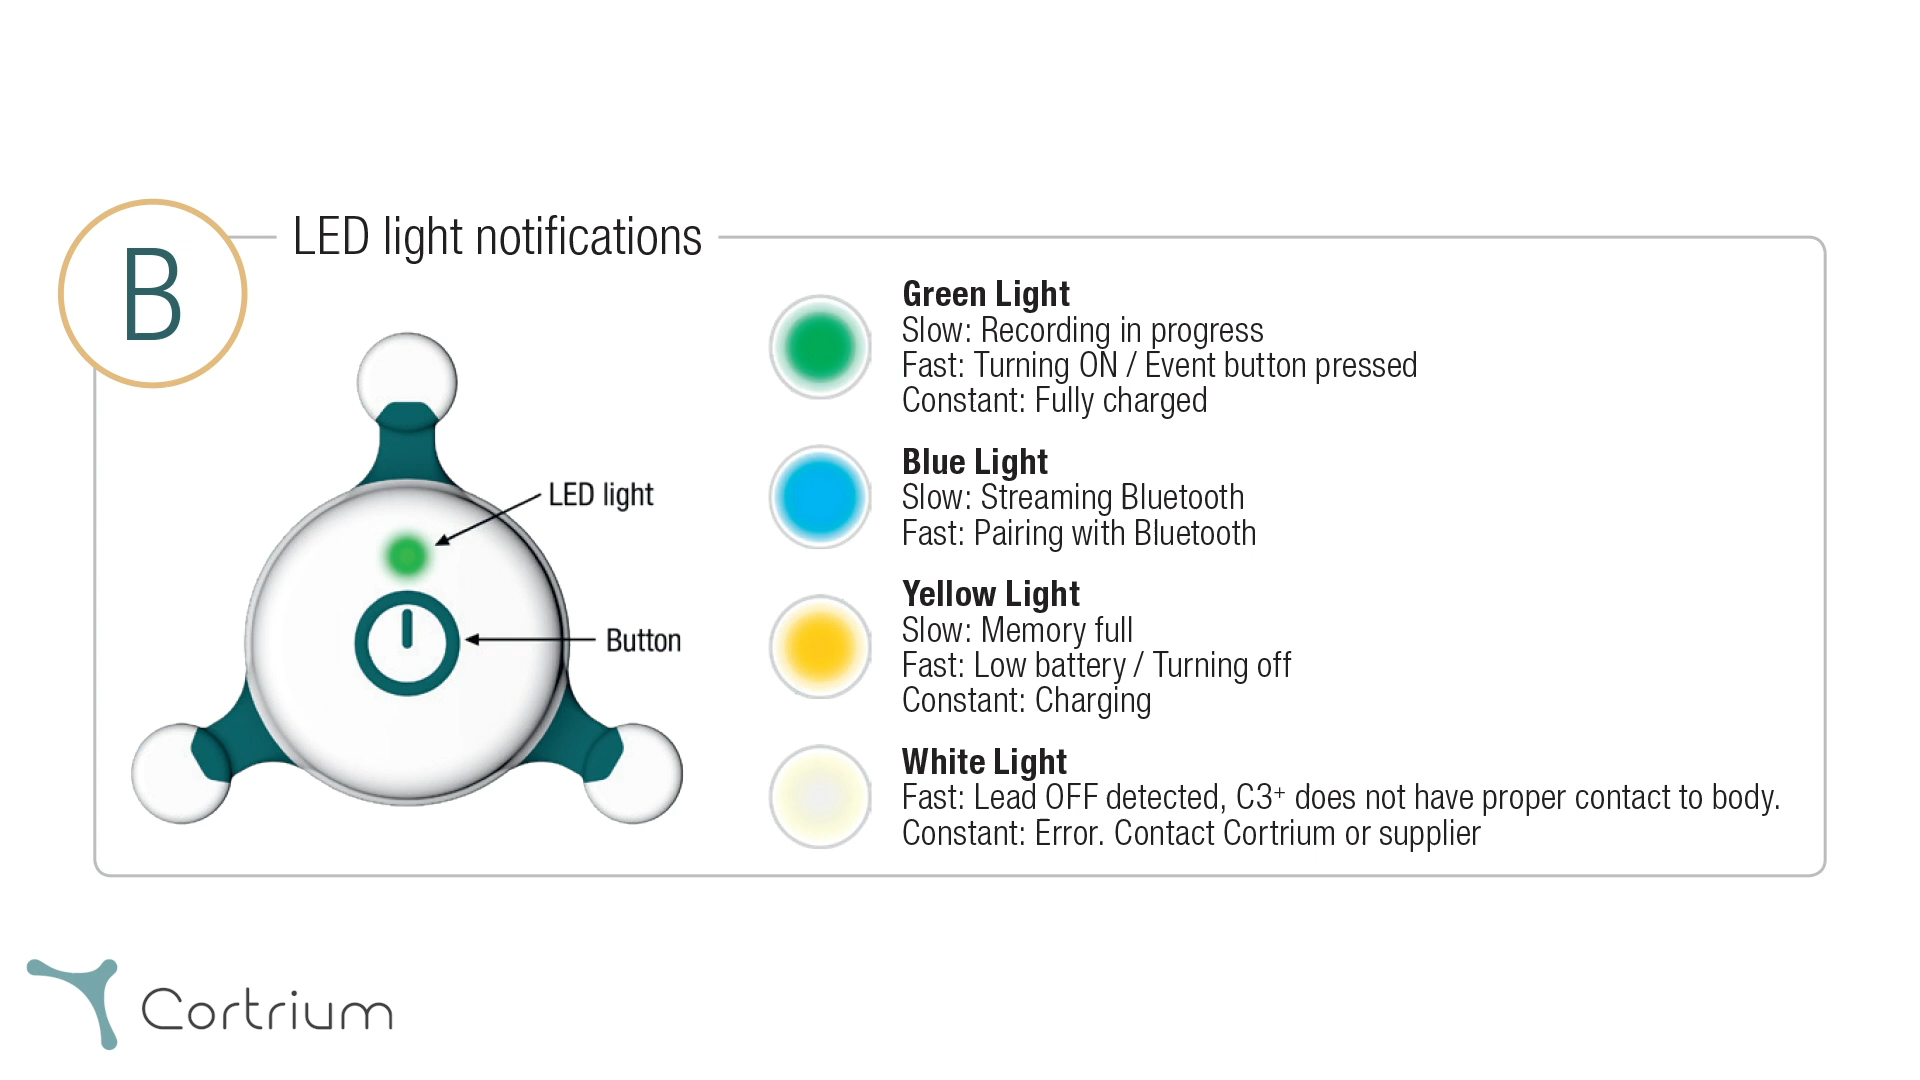 B
LED light notifications
LED light
Button
Green Light
Slow: Recording in progress
Fast: Turning ON / Event button pressed
Constant: Fully charged
Blue Light
Slow: Streaming Bluetooth
Fast: Pairing with Bluetooth
Yellow Light
Slow: Memory full
Fast: Low battery / Turning off
Constant: Charging
White Light
Fast: Lead OFF detected, C3⁺ does not have proper contact to body.
Constant: Error. Contact Cortrium or supplier
Cortrium